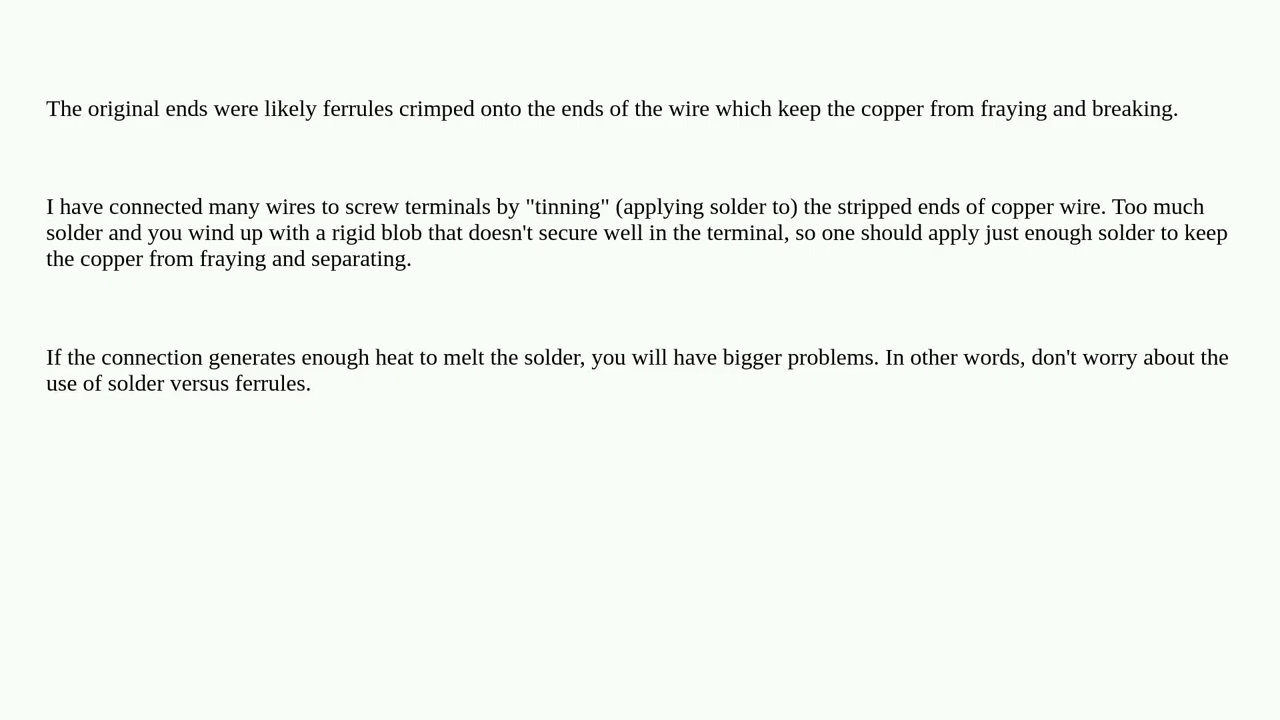 The original ends were likely ferrules crimped onto the ends of the wire which keep the copper from fraying and breaking.
I have connected many wires to screw terminals by "tinning" (applying solder to) the stripped ends of copper wire. Too much
solder and you wind up with a rigid blob that doesn't secure well in the terminal, so one should apply just enough solder to keep
the copper from fraying and separating.
If the connection generates enough heat to melt the solder, you will have bigger problems. In other words, don't worry about the
use of solder versus ferrules.